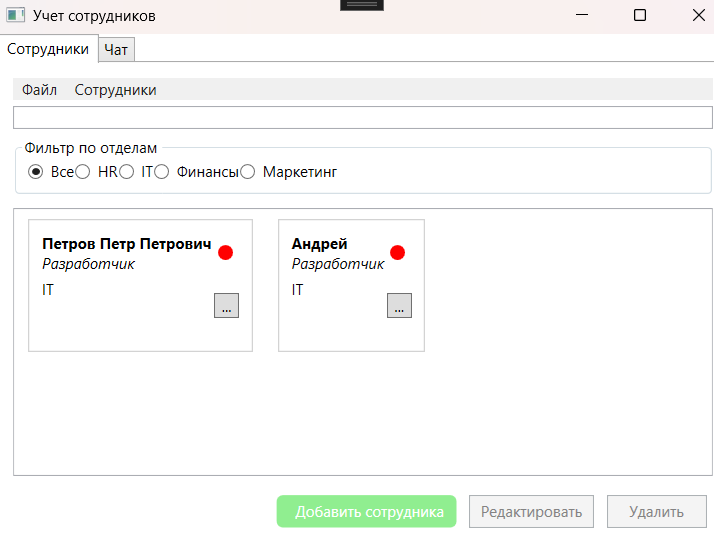 Учет сотрудников
Сотрудники Чат
Файл Сотрудники
Фильтр по отделам
Все HR IT Финансы Маркетинг
Петров Петр Петрович Андрей
Разработчик Разработчик
IT IT
... ...
Добавить сотрудника Редактировать Удалить